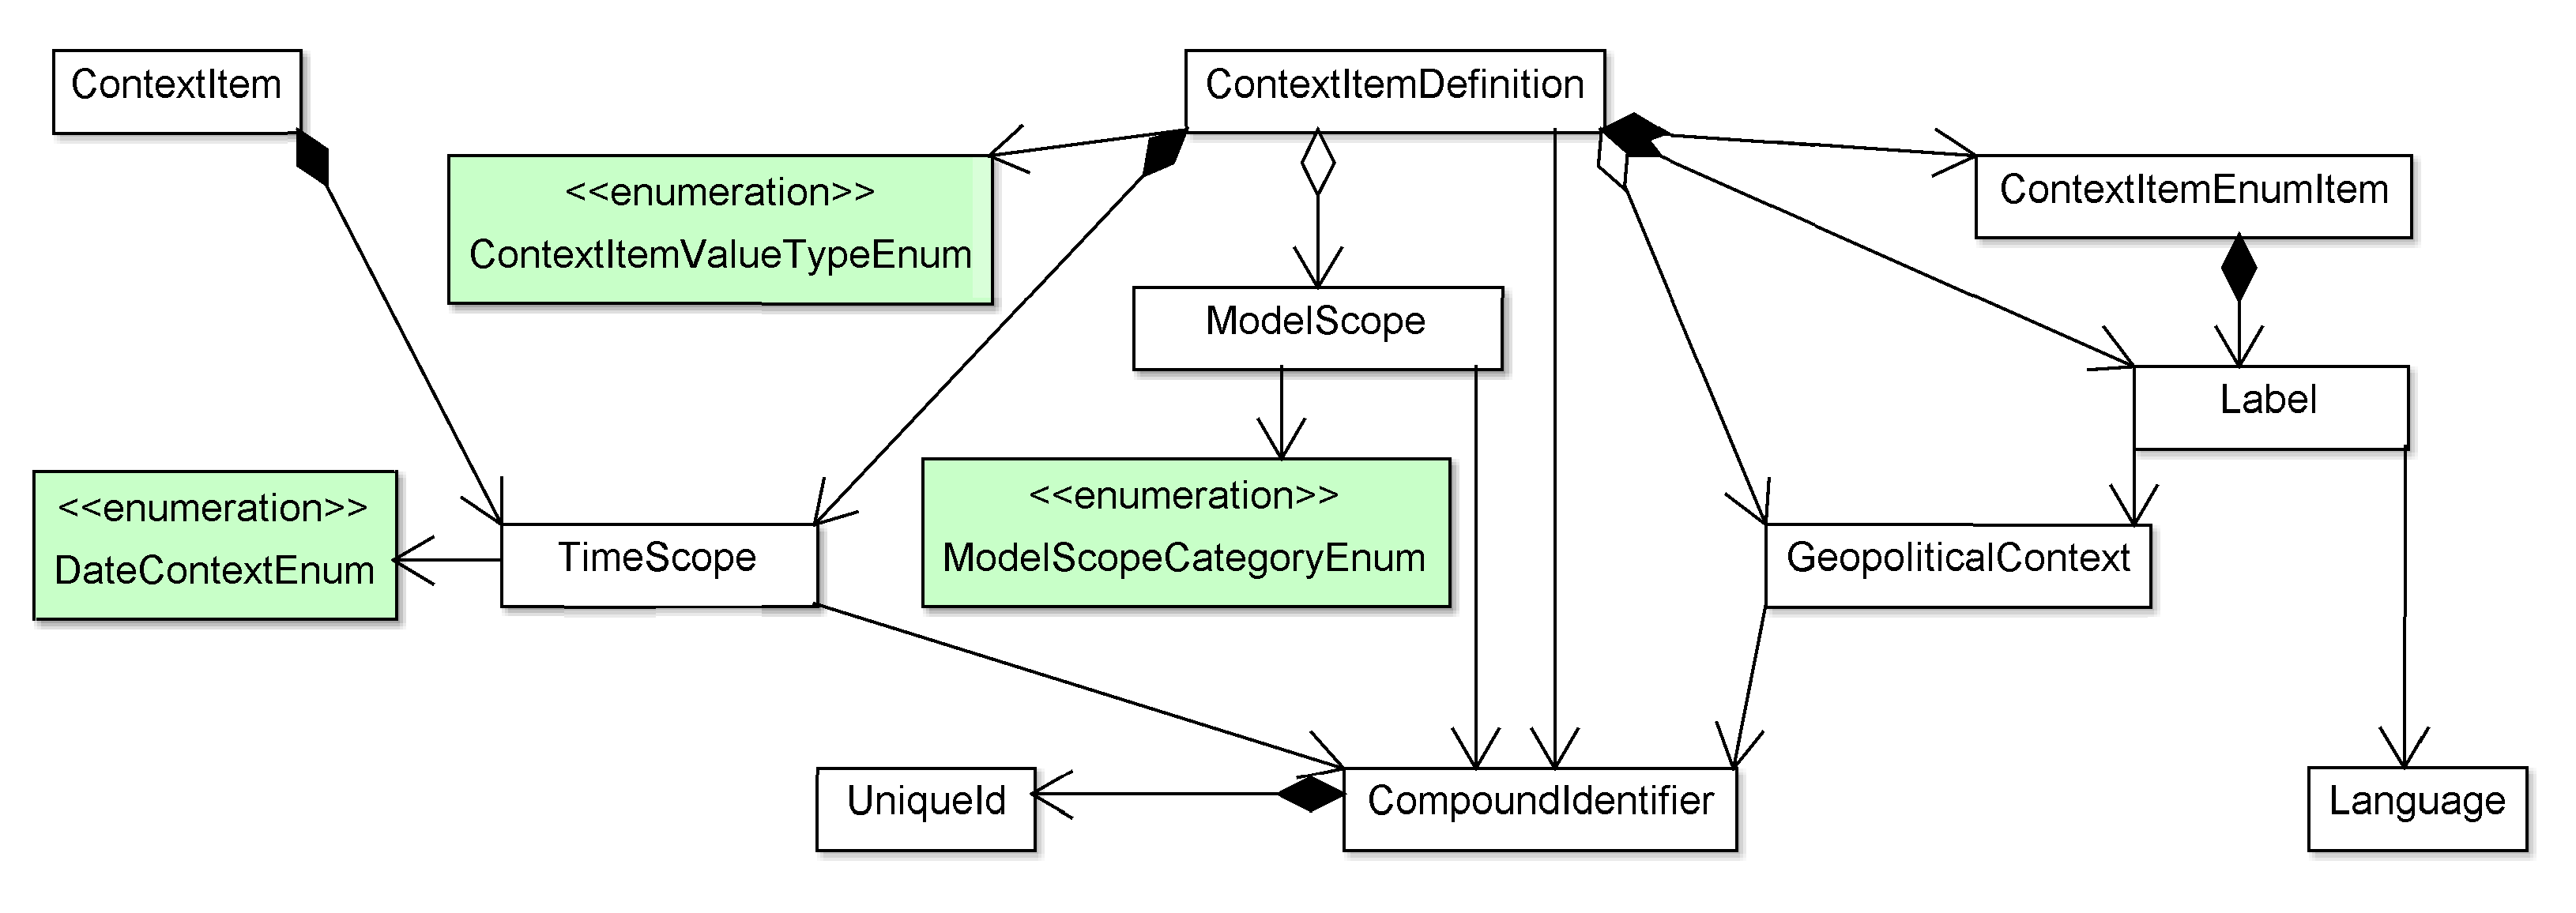 ContextItem
ContextItemDefinition
<<enumeration>>
ContextItemValueTypeEnum
ContextItemEnumItem
ModelScope
Label
<<enumeration>>
DateContextEnum
TimeScope
<<enumeration>>
ModelScopeCategoryEnum
GeopoliticalContext
UniqueId
CompoundIdentifier
Language